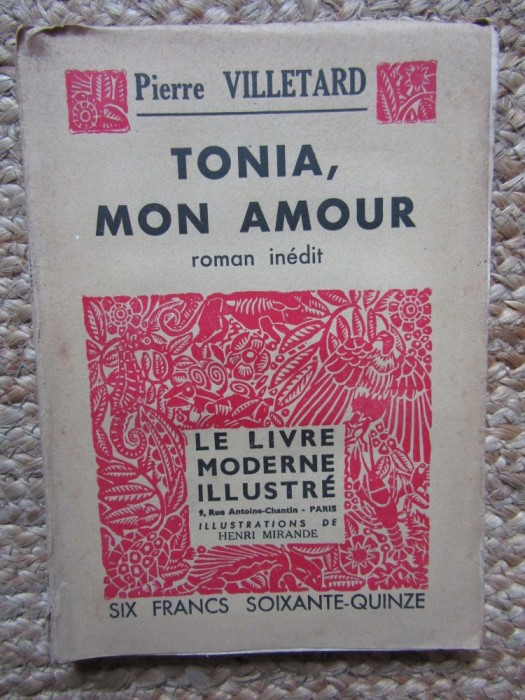 Pierre VILLETARD
TONIA,
MON AMOUR
roman inédit
LE LIVRE
MODERNE
ILLUSTRÉ
9, Rue Antoine-Chantin - PARIS
ILLUSTRATIONS DE
HENRI MIRANDE
SIX FRANCS SOIXANTE-QUINZE